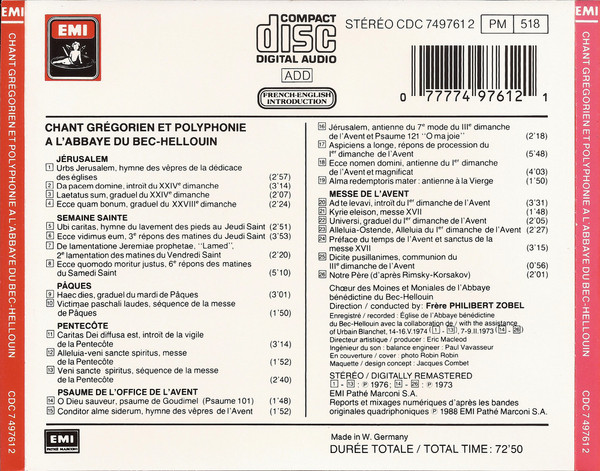 EMI
CHANT GRÉGORIEN ET POLYPHONIE A L'ABBAYE DU BEC-HELLOUIN
CDC 7 49761 2
EMI
COMPACT
disc
DIGITAL AUDIO
ADD
FRENCH-ENGLISH
INTRODUCTION
STÉRÉO CDC 749761 2
PM 518
0 77774 97612 1
CHANT GRÉGORIEN ET POLYPHONIE
A L'ABBAYE DU BEC-HELLOUIN
JÉRUSALEM
1 Urbs Jerusalem, hymne des vêpres de la dédicace
des églises (2'57)
2 Da pacem domine, introït du XXIVe dimanche (3'14)
3 Laetatus sum, graduel du XXIVe dimanche (2'07)
4 Ecce quam bonum, graduel du XXVIIIe dimanche (2'24)
SEMAINE SAINTE
5 Ubi caritas, hymne du lavement des pieds au Jeudi Saint (2'51)
6 Ecce vidimus eum, 3e répons des matines du Jeudi Saint (3'53)
7 De lamentatione Jeremiae prophetae, "Lamed",
2e lamentation des matines du Vendredi Saint (2'20)
8 Ecce quomodo moritur justus, 6e répons des matines
du Samedi Saint (5'10)
PÂQUES
9 Haec dies, graduel du mardi de Pâques (3'01)
10 Victimae paschali laudes, séquence de la messe
de Pâques (1'50)
PENTECÔTE
11 Caritas Dei diffusa est, introït de la vigile
de la Pentecôte (3'14)
12 Alleluia-veni sancte spiritus, messe
de la Pentecôte (1'52)
13 Veni sancte spiritus, séquence de la messe
de la Pentecôte (2'40)
PSAUME DE L'OFFICE DE L'AVENT
14 O Dieu sauveur, psaume de Goudimel (Psaume 101) (1'48)
15 Conditor alme siderum, hymne des vêpres de l'Avent (1'52)
16 Jérusalem, antienne du 7e mode du IIe dimanche
de l'Avent et Psaume 121 "O ma joie" (2'18)
17 Aspiciens a longe, répons de procession du
Ier dimanche de l'Avent (5'48)
18 Ecce nomen domini, antienne du Ier dimanche
de l'Avent et magnificat (4'03)
19 Alma redemptoris mater : antienne à la Vierge (1'50)
MESSE DE L'AVENT
20 Ad te levavi, introït du Ier dimanche de l'Avent (3'31)
21 Kyrie eleison, messe XVII (1'48)
22 Universi, graduel du Ier dimanche de l'Avent (2'05)
23 Alleluia-Ostende, Alleluia du Ier dimanche de l'Avent (2'27)
24 Préface du temps de l'Avent et sanctus de la
messe XVII (3'15)
25 Dicite pusillanimes, communion du
IIIe dimanche de l'Avent (0'56)
26 Notre Père (d'après Rimsky-Korsakov) (2'01)
Chœur des Moines et Moniales de l'Abbaye
bénédictine du Bec-Hellouin
Direction / conducted by : Frère PHILIBERT ZOBEL
Enregistré / recorded : Église de l'Abbaye bénédictine
du Bec-Hellouin avec la collaboration de / with the assistance
of Urbain Blanchet, 14-16.V.1974 (1 - 13), 7-9.II.1973 (14 - 26)
Directeur artistique / producer : Eric Macleod
Ingénieur du son : balance engineer : Paul Vavasseur
En couverture / cover : photo Robin Robin
Maquette / design concept : Jacques Combet
STÉRÉO / DIGITALLY REMASTERED
1 - 13 : ℗ 1976; 14 - 26 : ℗ 1973
EMI Pathé Marconi S.A.
Reports et mixages numériques d'après les bandes
originales quadriphoniques ℗ 1988 EMI Pathé Marconi S.A.
EMI
PATHÉ MARCONI
Made in W. Germany
DURÉE TOTALE / TOTAL TIME : 72'50
EMI
CHANT GRÉGORIEN ET POLYPHONIE A L'ABBAYE DU BEC-HELLOUIN
CDC 7 49761 2